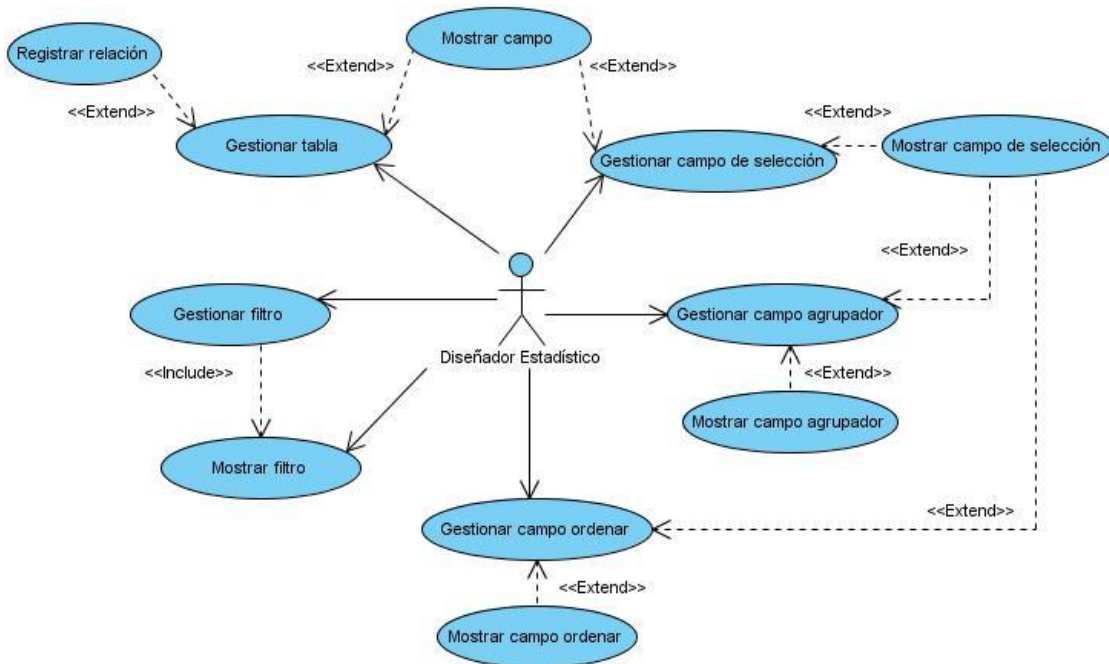 Mostrar campo
Registrar relación
<<Extend>>
<<Extend>>
<<Extend>>
<<Extend>>
Gestionar tabla
Gestionar campo de selección
Mostrar campo de selección
<<Extend>>
Gestionar filtro
Gestionar campo agrupador
Diseñador Estadístico
<<Include>>
<<Extend>>
Mostrar campo agrupador
Mostrar filtro
<<Extend>>
Gestionar campo ordenar
<<Extend>>
Mostrar campo ordenar